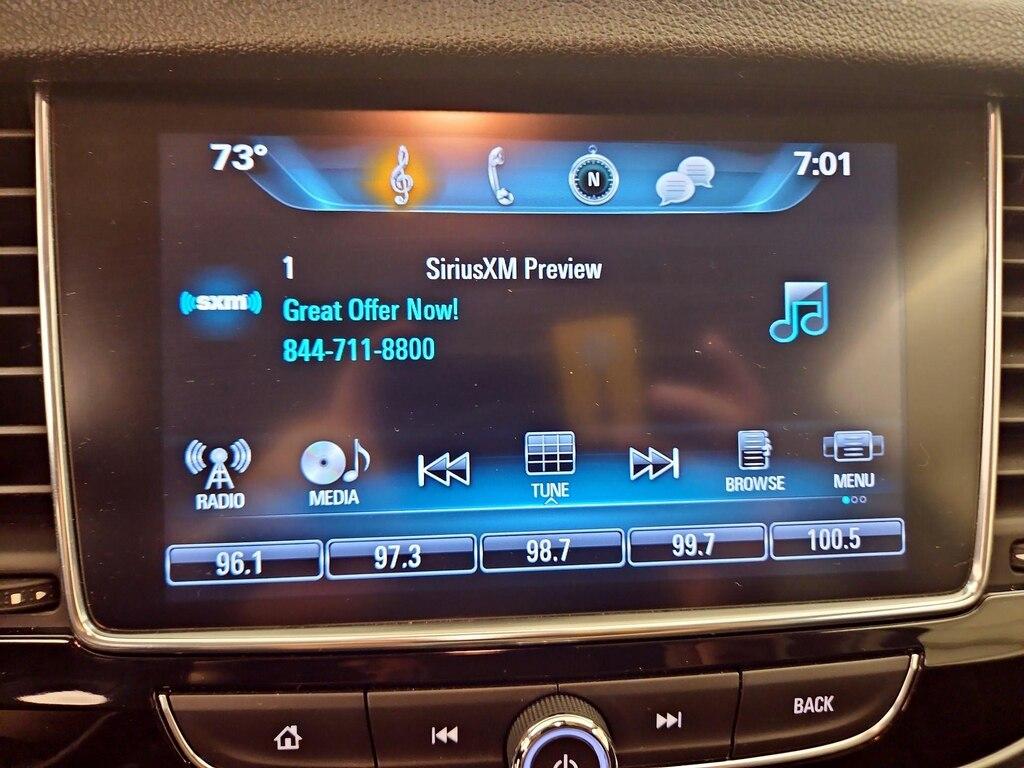 73° N 7:01
1 SiriusXM Preview
((sxm))
Great Offer Now!
844-711-8800
RADIO MEDIA TUNE BROWSE MENU
96.1 97.3 98.7 99.7 100.5
BACK